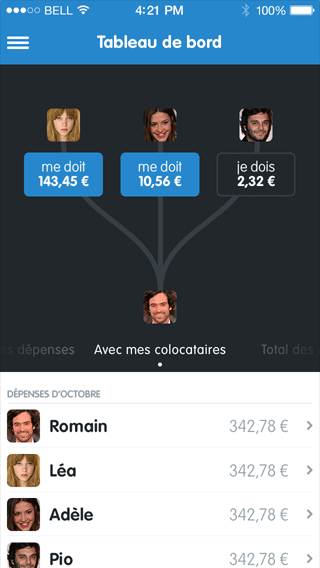 BELL 4:21 PM 100%
Tableau de bord
me doit me doit je dois
143,45 € 10,56 € 2,32 €
es dépenses Avec mes colocataires Total des
DÉPENSES D'OCTOBRE
Romain 342,78 €
Léa 342,78 €
Adèle 342,78 €
Pio 342,78 €